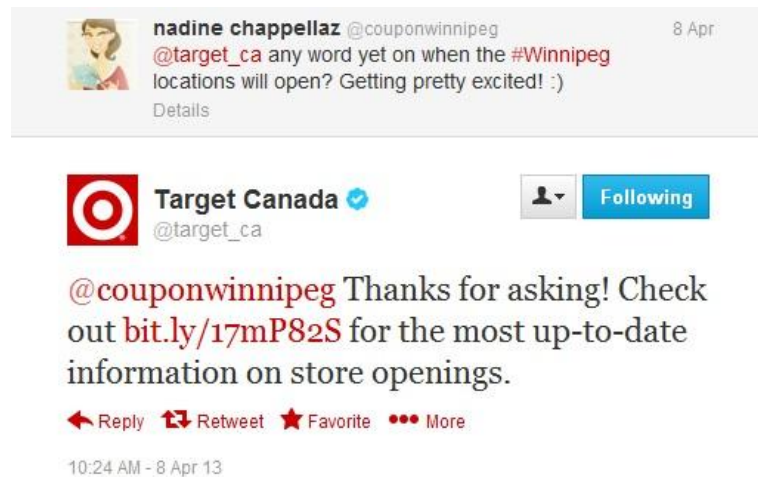 nadine chappellaz @couponwinnipeg 8 Apr
@target_ca any word yet on when the #Winnipeg
locations will open? Getting pretty excited! :)
Details
Target Canada
Following
@target_ca
@couponwinnipeg Thanks for asking! Check
out bit.ly/17mP82S for the most up-to-date
information on store openings.
Reply Retweet Favorite More
10:24 AM - 8 Apr 13